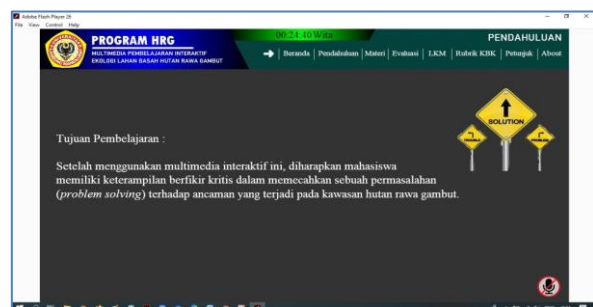 Adobe Flash Player 26
File View Control Help
PROGRAM HRG
MULTIMEDIA PEMBELAJARAN INTERAKTIF
EKOLOGI LAHAN BASAH HUTAN RAWA GAMBUT
00:24:40 Wita
PENDAHULUAN
Beranda | Pendahuluan | Materi | Evaluasi | LKM | Rubrik KBK | Petunjuk | About
SOLUTION
Tujuan Pembelajaran :
Setelah menggunakan multimedia interaktif ini, diharapkan mahasiswa
memiliki keterampilan berfikir kritis dalam memecahkan sebuah permasalahan
(problem solving) terhadap ancaman yang terjadi pada kawasan hutan rawa gambut.